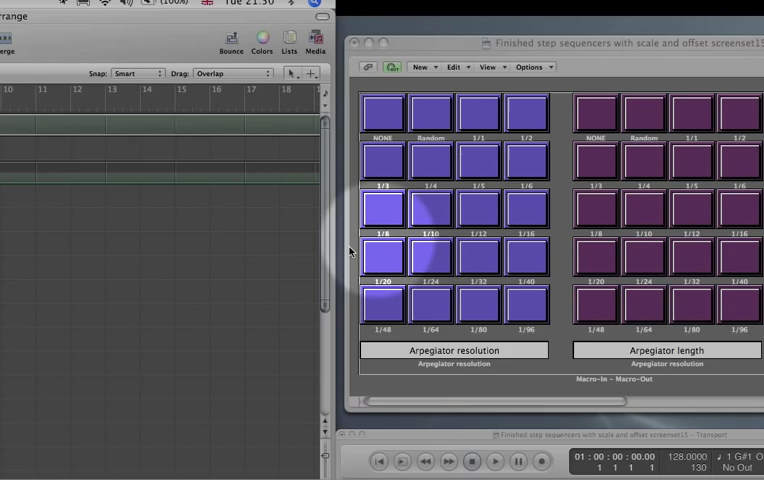 (100%) Tue 21:50
rrange
erge
Bounce Colors Lists Media
Snap: Smart Drag: Overlap
10 11 12 13 14 15 16 17 18
Finished step sequencers with scale and offset screenset15
New Edit View Options
NONE Random 1/1 1/2
1/3 1/4 1/5 1/6
1/8 1/10 1/12 1/16
1/20 1/24 1/32 1/40
1/48 1/64 1/80 1/96
Arpegiator resolution
Arpegiator resolution
NONE Random 1/1 1/2
1/3 1/4 1/5 1/6
1/8 1/10 1/12 1/16
1/20 1/24 1/32 1/40
1/48 1/64 1/80 1/96
Arpegiator length
Arpegiator resolution
Macro-In - Macro-Out
Finished step sequencers with scale and offset screenset15 - Transport
01 : 00 : 00 : 00.00 128.0000 1 G#1 O
1 1 1 1 130 No Out